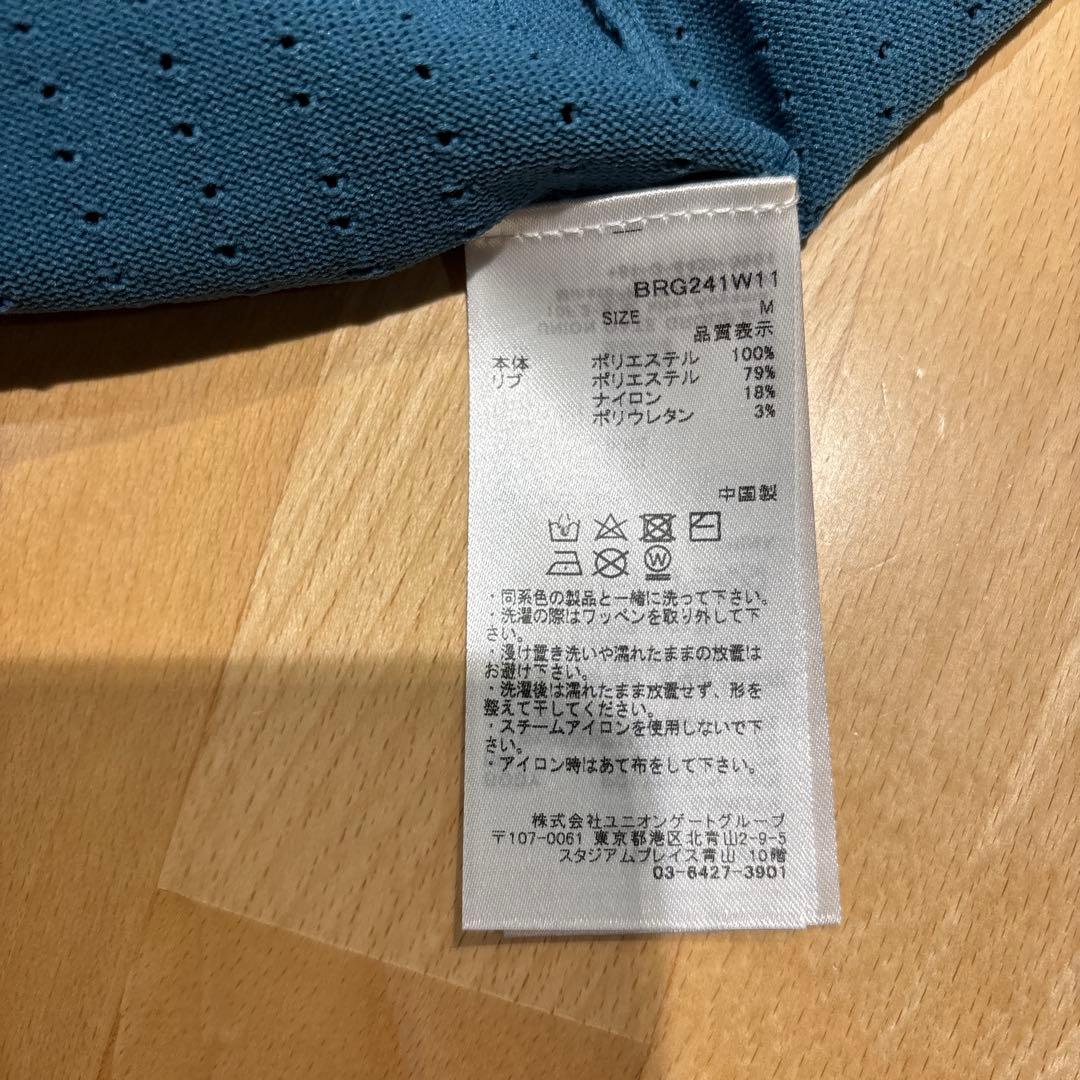 BRG241W11
SIZE M
品質表示
本体 ポリエステル 100%
リブ ポリエステル 79%
ナイロン 18%
ポリウレタン 3%
中国製
W
・同系色の製品と一緒に洗って下さい。
・洗濯の際はワッペンを取り外して下
さい。
・浸け置き洗いや濡れたままの放置は
お避け下さい。
・洗濯後は濡れたまま放置せず、形を
整えて干してください。
・スチームアイロンを使用しないで下
さい。
・アイロン時はあて布をして下さい。
株式会社ユニオンゲートグループ
〒107-0061 東京都港区北青山2-9-5
スタジアムプレイス青山 10階
03-6427-3901